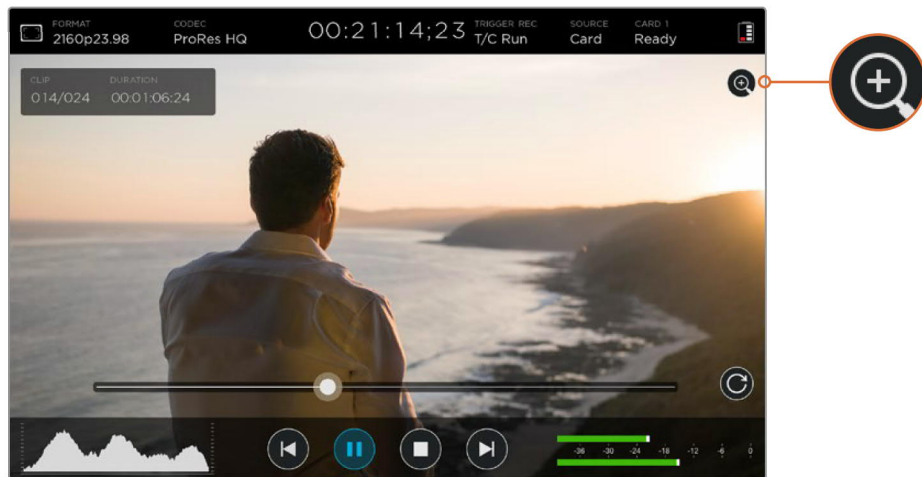 FORMAT
2160p23.98
CODEC
ProRes HQ
00:21:14;23
TRIGGER REC
T/C Run
SOURCE
Card
CARD 1
Ready
CLIP
014/024
DURATION
00:01:06:24
-36 -30 -24 -18 -12 -6 0